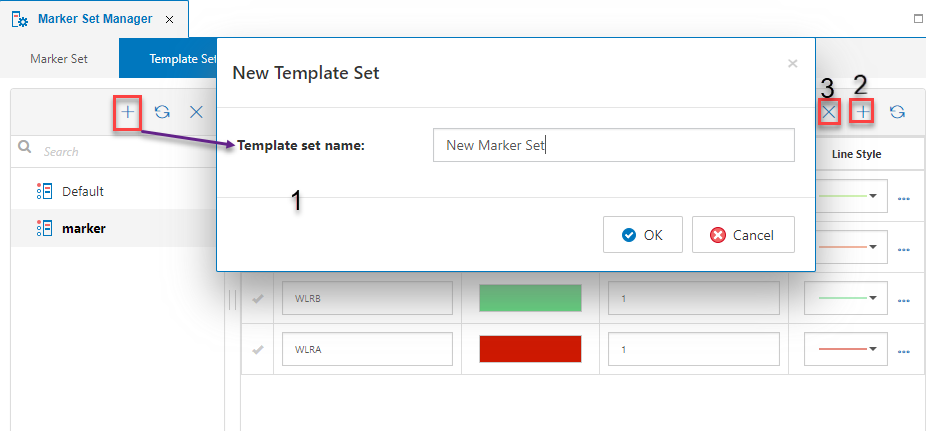 Marker Set Manager
Marker Set
Template Set
New Template Set
3
2
Template set name:
New Marker Set
Line Style
Search
Default
1
marker
OK
Cancel
WLRB
1
WLRA
1